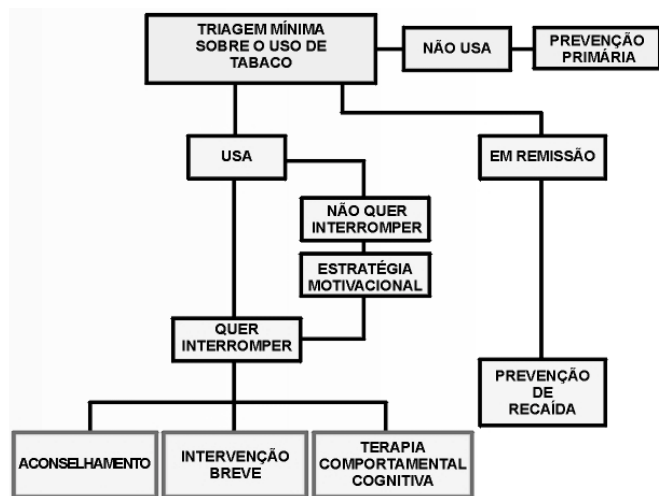 TRIAGEM MÍNIMA
SOBRE O USO DE
TABACO
NÃO USA
PREVENÇÃO
PRIMÁRIA
USA
EM REMISSÃO
NÃO QUER
INTERROMPER
ESTRATÉGIA
MOTIVACIONAL
QUER
INTERROMPER
PREVENÇÃO
DE
RECAÍDA
ACONSELHAMENTO
INTERVENÇÃO
BREVE
TERAPIA
COMPORTAMENTAL
COGNITIVA